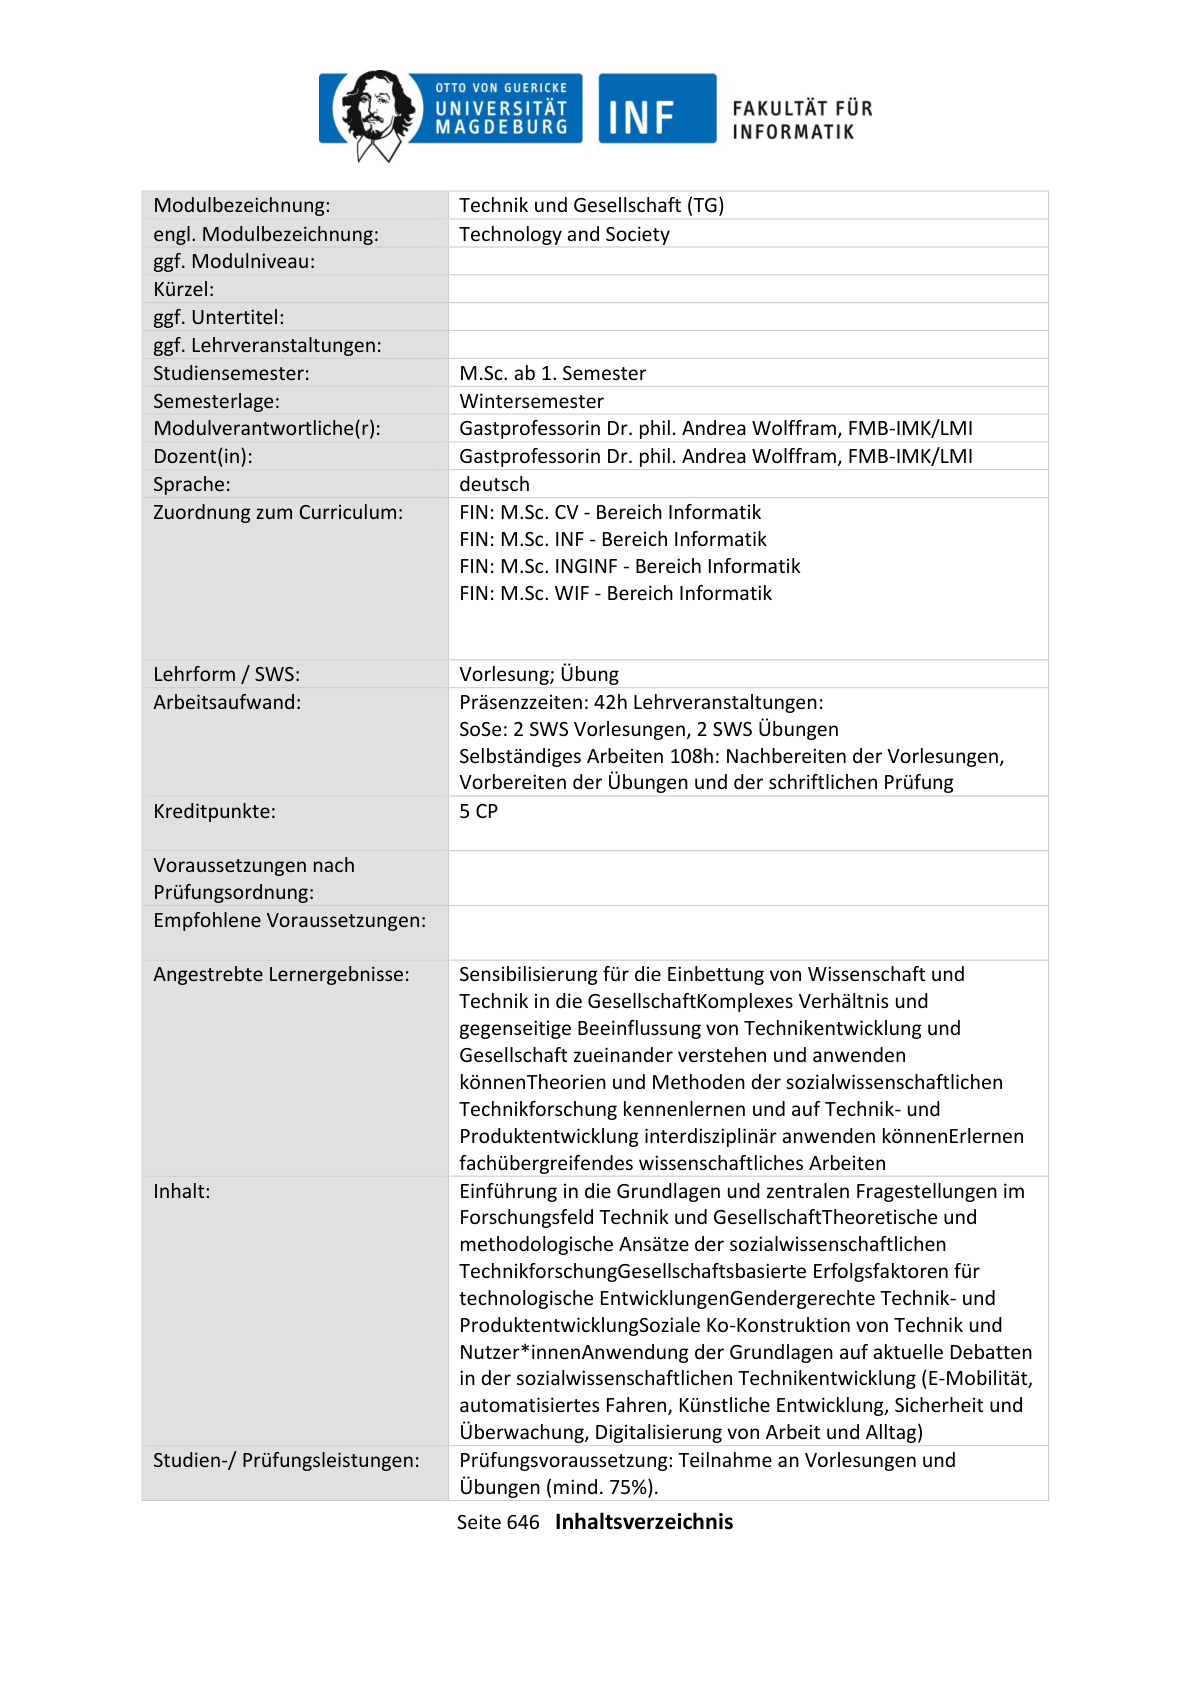 OTTO VON GUERICKE
UNIVERSITÄT
MAGDEBURG
INF
FAKULTÄT FÜR
INFORMATIK
Modulbezeichnung: Technik und Gesellschaft (TG)
engl. Modulbezeichnung: Technology and Society
ggf. Modulniveau:
Kürzel:
ggf. Untertitel:
ggf. Lehrveranstaltungen:
Studiensemester: M.Sc. ab 1. Semester
Semesterlage: Wintersemester
Modulverantwortliche(r): Gastprofessorin Dr. phil. Andrea Wolffram, FMB-IMK/LMI
Dozent(in): Gastprofessorin Dr. phil. Andrea Wolffram, FMB-IMK/LMI
Sprache: deutsch
Zuordnung zum Curriculum: FIN: M.Sc. CV - Bereich Informatik
FIN: M.Sc. INF - Bereich Informatik
FIN: M.Sc. INGINF - Bereich Informatik
FIN: M.Sc. WIF - Bereich Informatik
Lehrform / SWS: Vorlesung; Übung
Arbeitsaufwand: Präsenzzeiten: 42h Lehrveranstaltungen:
SoSe: 2 SWS Vorlesungen, 2 SWS Übungen
Selbständiges Arbeiten 108h: Nachbereiten der Vorlesungen,
Vorbereiten der Übungen und der schriftlichen Prüfung
Kreditpunkte: 5 CP
Voraussetzungen nach
Prüfungsordnung:
Empfohlene Voraussetzungen:
Angestrebte Lernergebnisse: Sensibilisierung für die Einbettung von Wissenschaft und
Technik in die GesellschaftKomplexes Verhältnis und
gegenseitige Beeinflussung von Technikentwicklung und
Gesellschaft zueinander verstehen und anwenden
könnenTheorien und Methoden der sozialwissenschaftlichen
Technikforschung kennenlernen und auf Technik- und
Produktentwicklung interdisziplinär anwenden könnenErlernen
fachübergreifendes wissenschaftliches Arbeiten
Inhalt: Einführung in die Grundlagen und zentralen Fragestellungen im
Forschungsfeld Technik und GesellschaftTheoretische und
methodologische Ansätze der sozialwissenschaftlichen
TechnikforschungGesellschaftsbasierte Erfolgsfaktoren für
technologische EntwicklungenGendergerechte Technik- und
ProduktentwicklungSoziale Ko-Konstruktion von Technik und
Nutzer*innenAnwendung der Grundlagen auf aktuelle Debatten
in der sozialwissenschaftlichen Technikentwicklung (E-Mobilität,
automatisiertes Fahren, Künstliche Entwicklung, Sicherheit und
Überwachung, Digitalisierung von Arbeit und Alltag)
Studien-/ Prüfungsleistungen: Prüfungsvoraussetzung: Teilnahme an Vorlesungen und
Übungen (mind. 75%).
Seite 646 Inhaltsverzeichnis